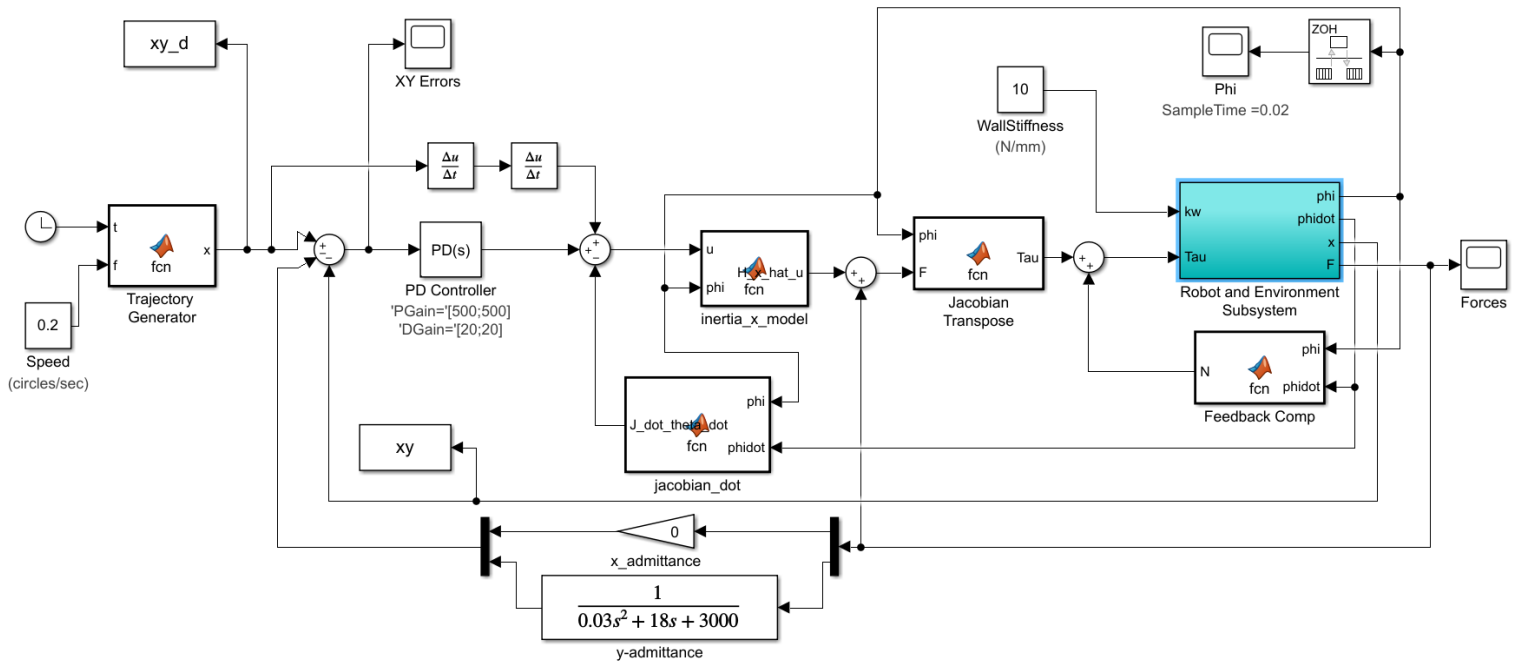 xy_d
XY Errors
ZOH
Phi
SampleTime =0.02
10
WallStiffness
(N/mm)
Δu
Δt
Δu
Δt
t
f
x
fcn
Trajectory
Generator
0.2
Speed
(circles/sec)
+
−
PD(s)
PD Controller
'PGain='[500;500]
'DGain='[20;20]
+
+
−
u
phi
H_x_hat_u
fcn
inertia_x_model
+
+
phi
F
Tau
fcn
Jacobian
Transpose
+
+
kw
Tau
phi
phidot
x
F
Robot and Environment
Subsystem
Forces
phi
phidot
N
fcn
Feedback Comp
phi
phidot
J_dot_theta_dot
fcn
jacobian_dot
xy
0
x_admittance
1
0.03s² + 18s + 3000
y-admittance